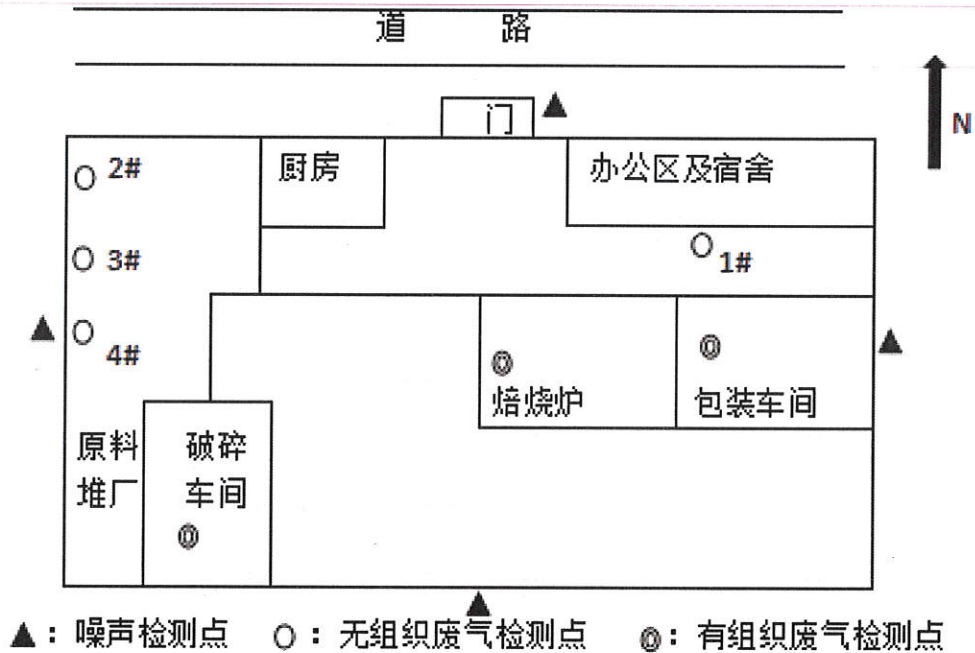 道 路
门
N
2#
厨房
办公区及宿舍
3#
1#
4#
焙烧炉
包装车间
原料
堆厂
破碎
车间
▲：噪声检测点 ○：无组织废气检测点 ◎：有组织废气检测点